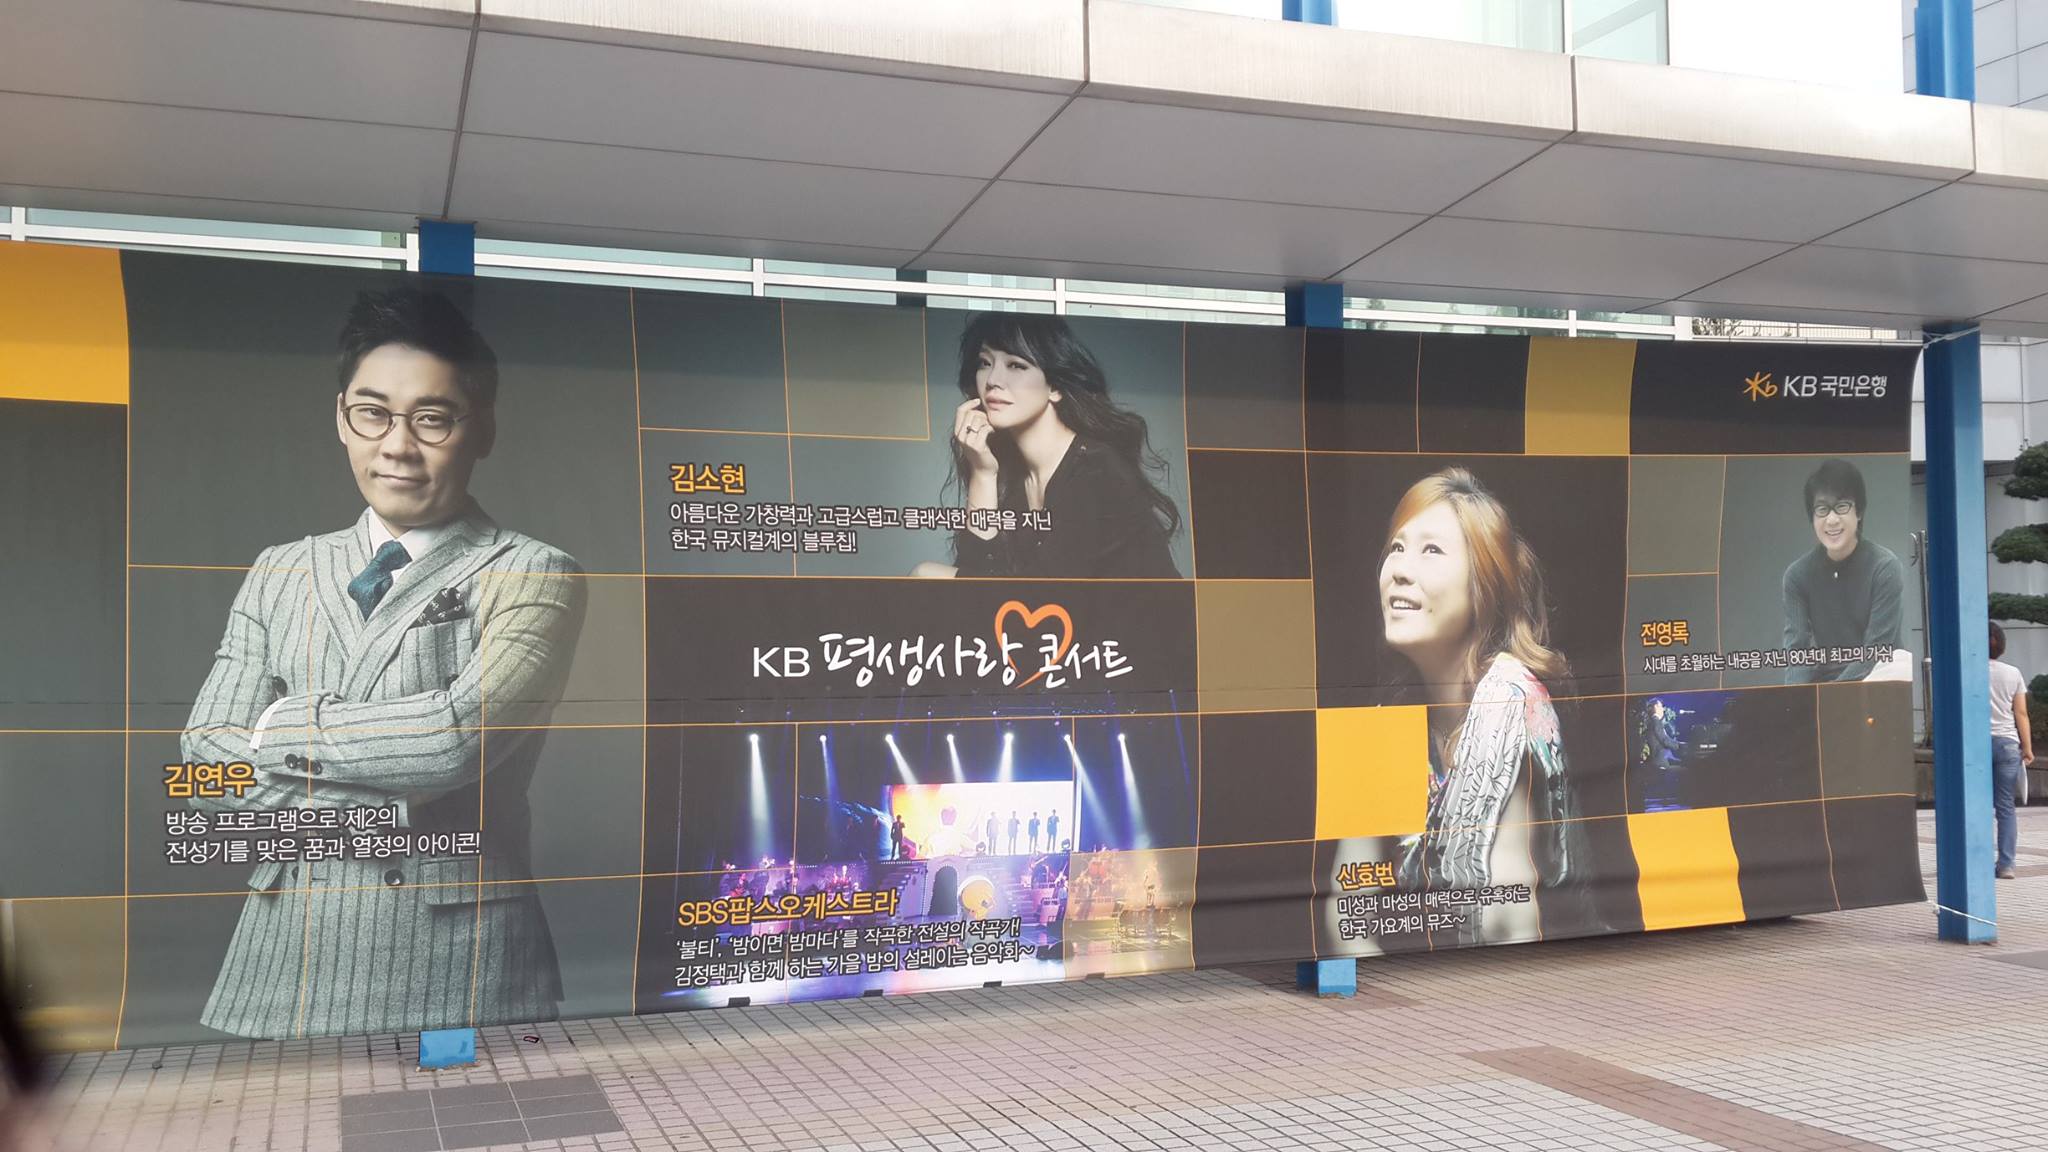 김연우
방송 프로그램으로 제2의
전성기를 맞은 꿈과 열정의 아이콘!
김소현
아름다운 가창력과 고급스럽고 클래식한 매력을 지닌
한국 뮤지컬계의 블루칩!
KB 평생사랑 콘서트
SBS팝스오케스트라
‘불티’, ‘밤이면 밤마다’를 작곡한 전설의 작곡가!
김정택과 함께 하는 가을 밤의 설레이는 음악회~
신효범
미성과 마성의 매력으로 유혹하는
한국 가요계의 뮤즈~
KB 국민은행
전영록
시대를 초월하는 내공을 지닌 80년대 최고의 가수!